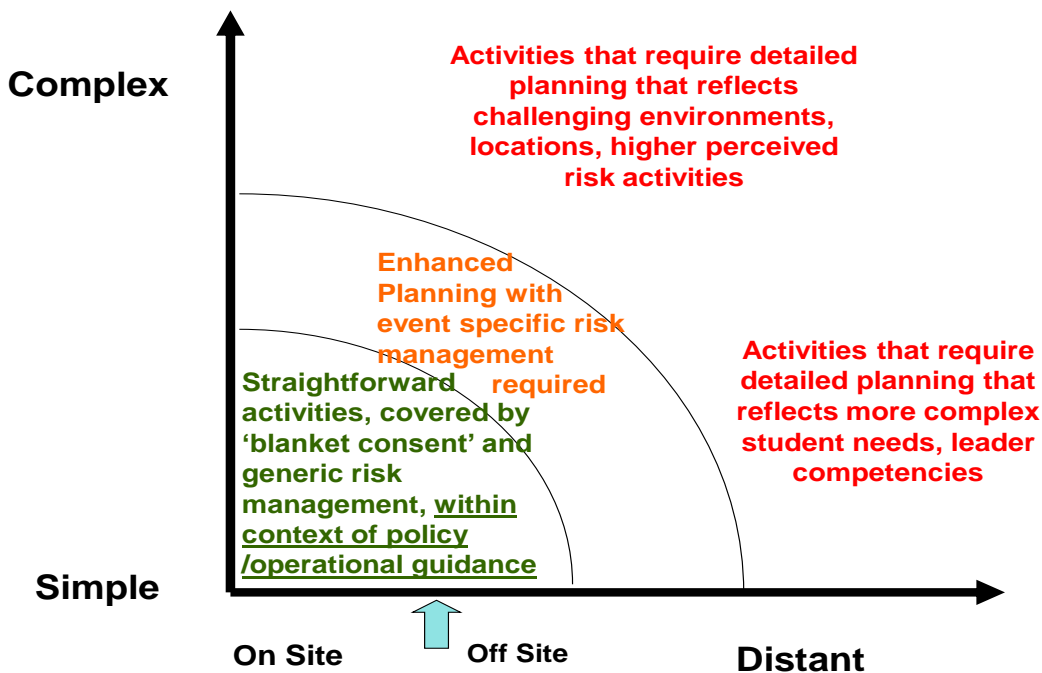 Complex
Activities that require detailed
planning that reflects
challenging environments,
locations, higher perceived
risk activities
Enhanced
Planning with
event specific risk
management
required
Straightforward
activities, covered by
‘blanket consent’ and
generic risk
management, within
context of policy
/operational guidance
Activities that require
detailed planning that
reflects more complex
student needs, leader
competencies
Simple
On Site
Off Site
Distant